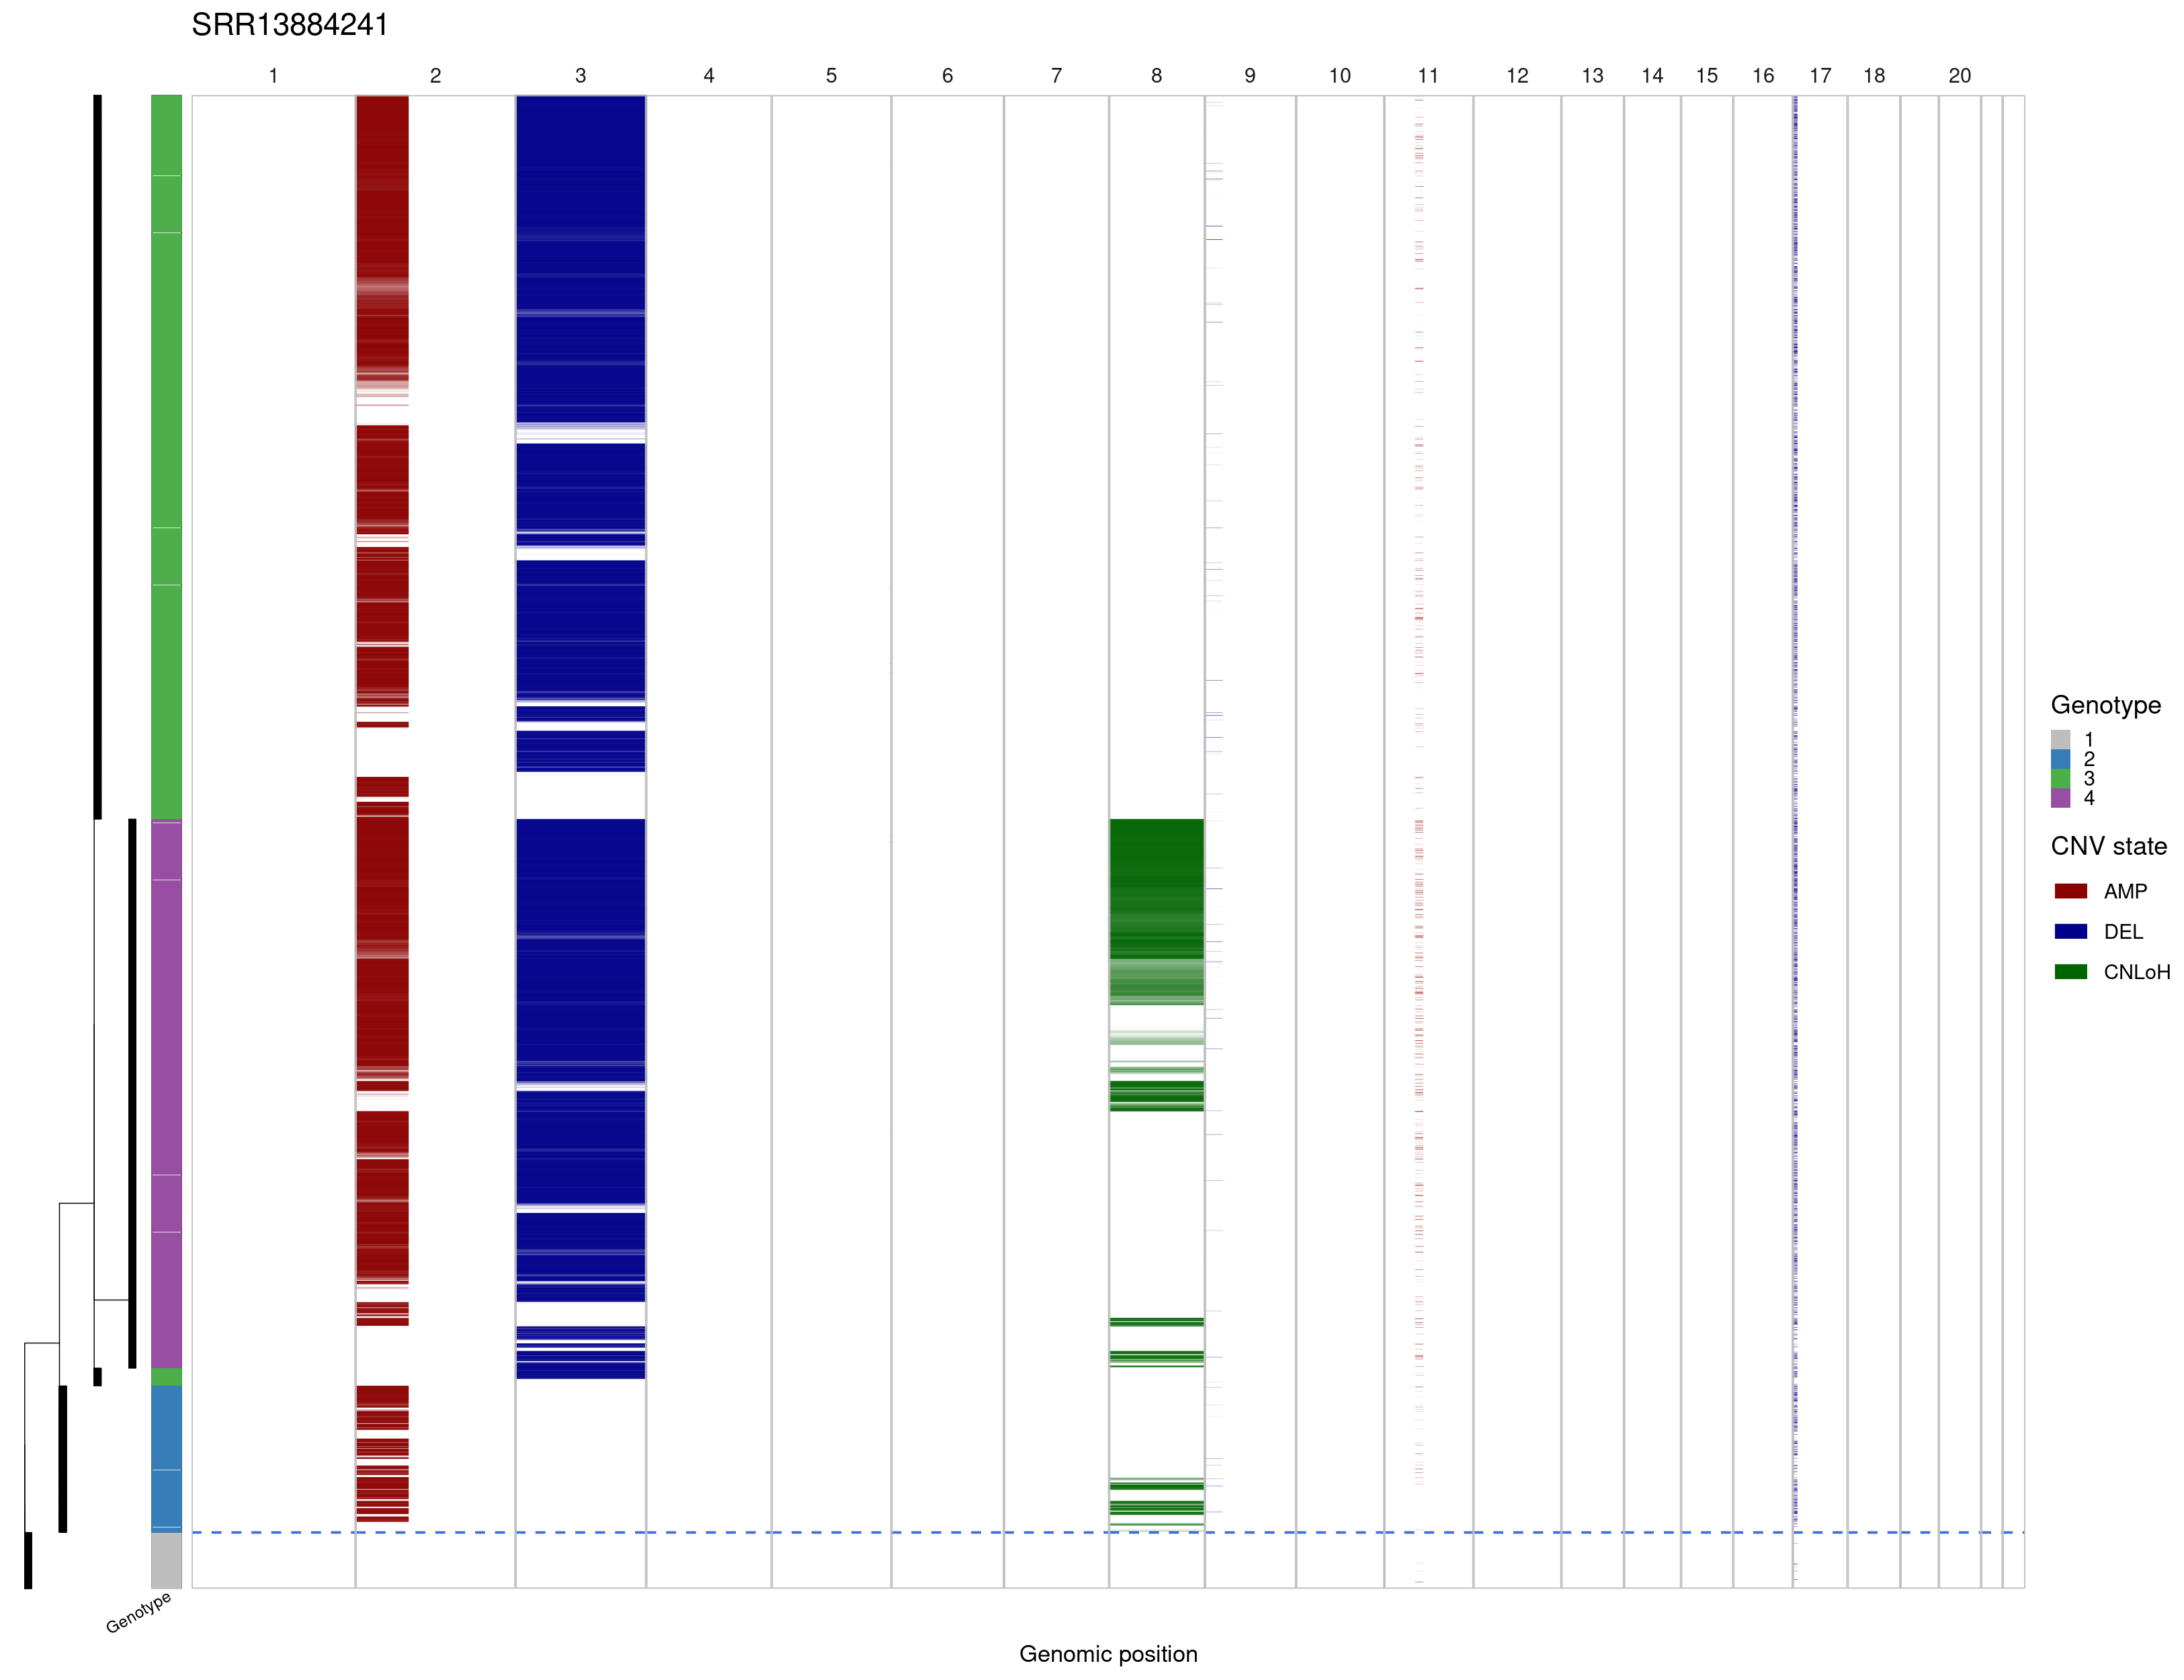 SRR13884241
1 2 3 4 5 6 7 8 9 10 11 12 13 14 15 16 17 18 20
Genotype
1
2
3
4
CNV state
AMP
DEL
CNLoH
Genotype
Genomic position